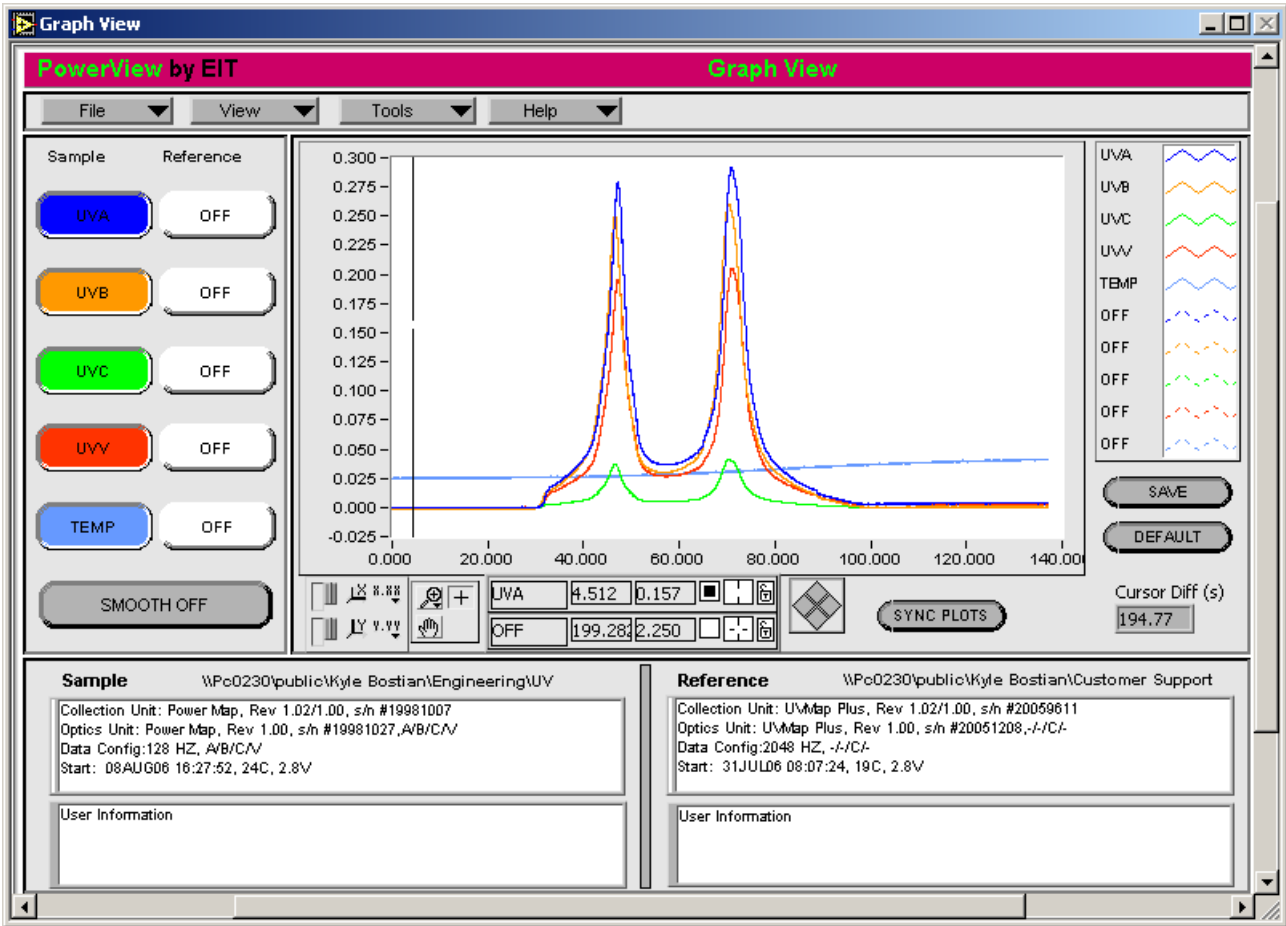 Graph View
PowerView by EIT
Graph View
File
View
Tools
Help
Sample
Reference
UVA
OFF
UVB
OFF
UVC
OFF
UVV
OFF
TEMP
OFF
SMOOTH OFF
0.300
0.275
0.250
0.225
0.200
0.175
0.150
0.125
0.100
0.075
0.050
0.025
0.000
-0.025
0.000
20.000
40.000
60.000
80.000
100.000
120.000
140.00
UVA
UVB
UVC
UVV
TEMP
OFF
OFF
OFF
OFF
OFF
SAVE
DEFAULT
X
Y
UVA 4.512 0.157
OFF 199.282 2.250
SYNC PLOTS
Cursor Diff (s)
194.77
Sample \\Pc0230\public\Kyle Bostian\Engineering\UV
Collection Unit: Power Map, Rev 1.02/1.00, s/n #19981007
Optics Unit: Power Map, Rev 1.00, s/n #19981027,A/B/C/V
Data Config:128 HZ, A/B/C/V
Start: 08AUG06 16:27:52, 24C, 2.8V
User Information
Reference \\Pc0230\public\Kyle Bostian\Customer Support
Collection Unit: UVMap Plus, Rev 1.02/1.00, s/n #20059611
Optics Unit: UVMap Plus, Rev 1.00, s/n #20051208,-/-/C/-
Data Config:2048 HZ, -/-/C/-
Start: 31JUL06 08:07:24, 19C, 2.8V
User Information